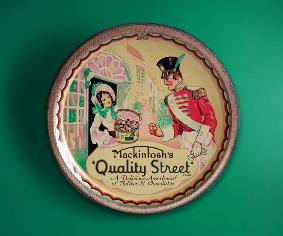 Mackintosh's
"Quality Street"
A Delicious Assortment
of Toffees & Chocolates